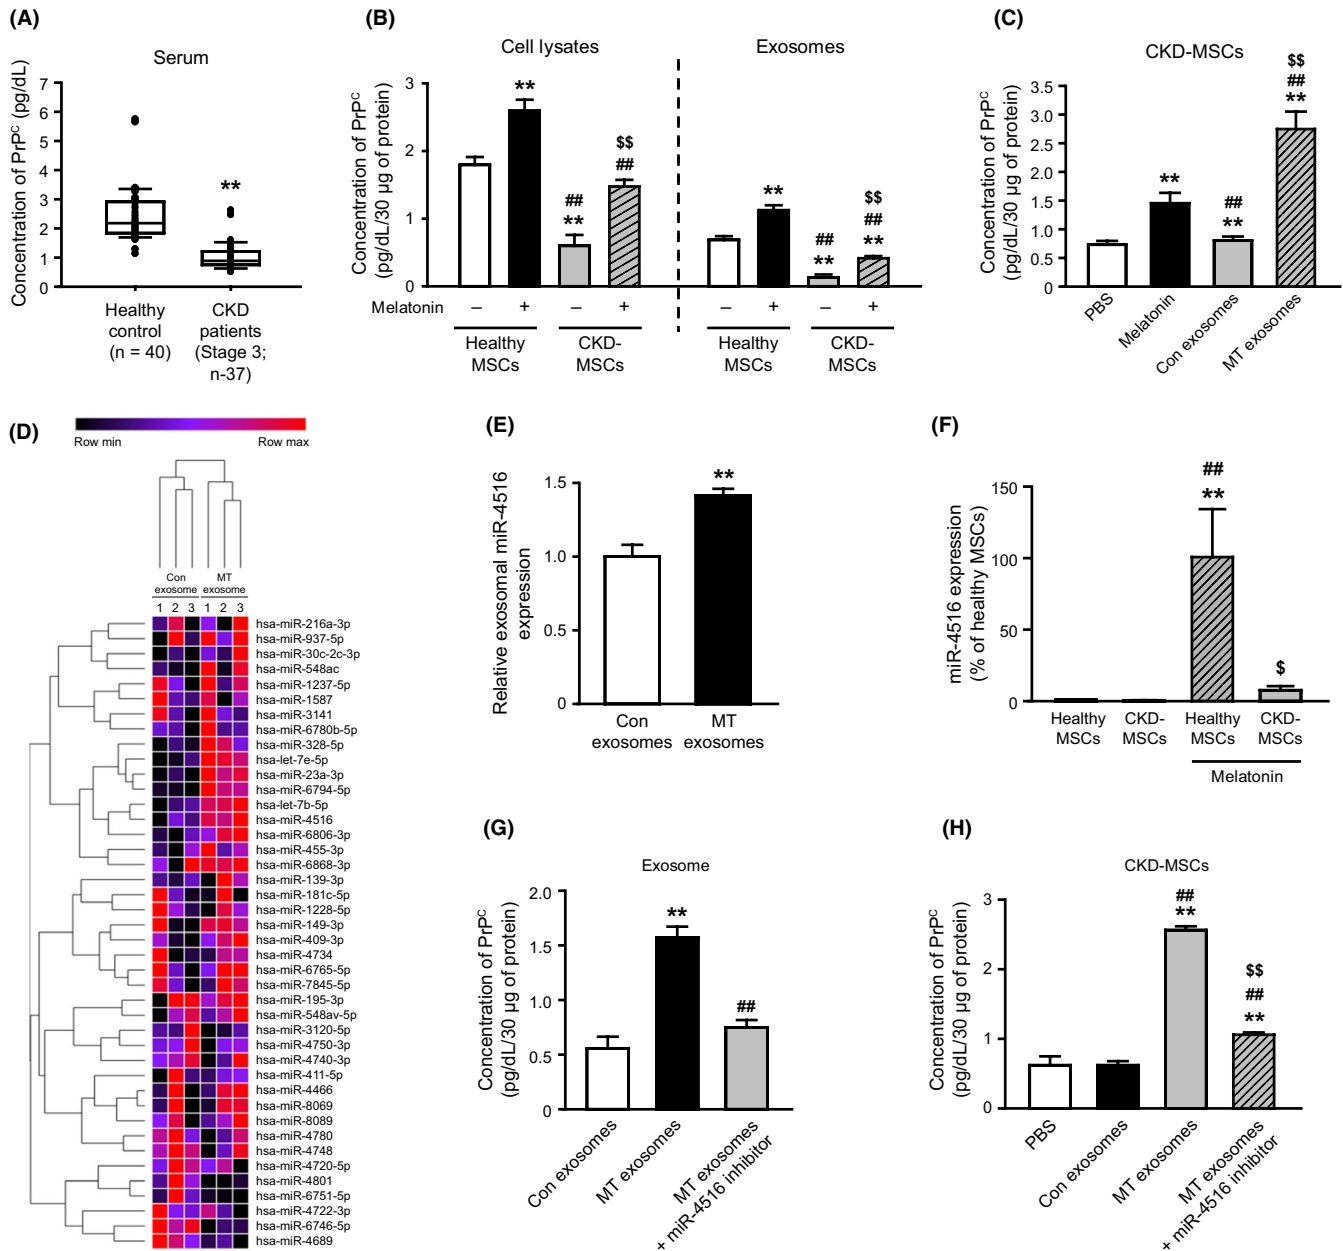 (A)
Serum
Concentration of PrPᶜ (pg/dL)
7
6
5
4
3
2
1
0
**
Healthy
control
(n = 40)
CKD
patients
(Stage 3;
n-37)
(B)
Cell lysates
Exosomes
Concentration of PrPᶜ
(pg/dL/30 µg of protein)
3
2
1
0
**
##
**
$$
##
**
##
**
$$
##
**
Melatonin – + – + – + – +
Healthy
MSCs
CKD-
MSCs
Healthy
MSCs
CKD-
MSCs
(C)
CKD-MSCs
Concentration of PrPᶜ
(pg/dL/30 µg of protein)
3.5
3.0
2.5
2.0
1.5
1.0
0.5
0
**
##
**
$$
##
**
PBS
Melatonin
Con exosomes
MT exosomes
(D)
Row min Row max
Con
exosome
MT
exosome
1 2 3 1 2 3
hsa-miR-216a-3p
hsa-miR-937-5p
hsa-miR-30c-2c-3p
hsa-miR-548ac
hsa-miR-1237-5p
hsa-miR-1587
hsa-miR-3141
hsa-miR-6780b-5p
hsa-miR-328-5p
hsa-let-7e-5p
hsa-miR-23a-3p
hsa-miR-6794-5p
hsa-let-7b-5p
hsa-miR-4516
hsa-miR-6806-3p
hsa-miR-455-3p
hsa-miR-6868-3p
hsa-miR-139-3p
hsa-miR-181c-5p
hsa-miR-1228-5p
hsa-miR-149-3p
hsa-miR-409-3p
hsa-miR-4734
hsa-miR-6765-5p
hsa-miR-7845-5p
hsa-miR-195-3p
hsa-miR-548av-5p
hsa-miR-3120-5p
hsa-miR-4750-3p
hsa-miR-4740-3p
hsa-miR-411-5p
hsa-miR-4466
hsa-miR-8069
hsa-miR-8089
hsa-miR-4780
hsa-miR-4748
hsa-miR-4720-5p
hsa-miR-4801
hsa-miR-6751-5p
hsa-miR-4722-3p
hsa-miR-6746-5p
hsa-miR-4689
(E)
Relative exosomal miR-4516
expression
1.5
1.0
0.5
0
**
Con
exosomes
MT
exosomes
(F)
miR-4516 expression
(% of healthy MSCs)
150
100
50
0
##
**
$
Healthy
MSCs
CKD-
MSCs
Healthy
MSCs
CKD-
MSCs
Melatonin
(G)
Exosome
Concentration of PrPᶜ
(pg/dL/30 µg of protein)
2.0
1.5
1.0
0.5
0
**
##
Con exosomes
MT exosomes
MT exosomes
+ miR-4516 inhibitor
(H)
CKD-MSCs
Concentration of PrPᶜ
(pg/dL/30 µg of protein)
3
2
1
0
##
**
$$
##
**
PBS
Con exosomes
MT exosomes
MT exosomes
+ miR-4516 inhibitor